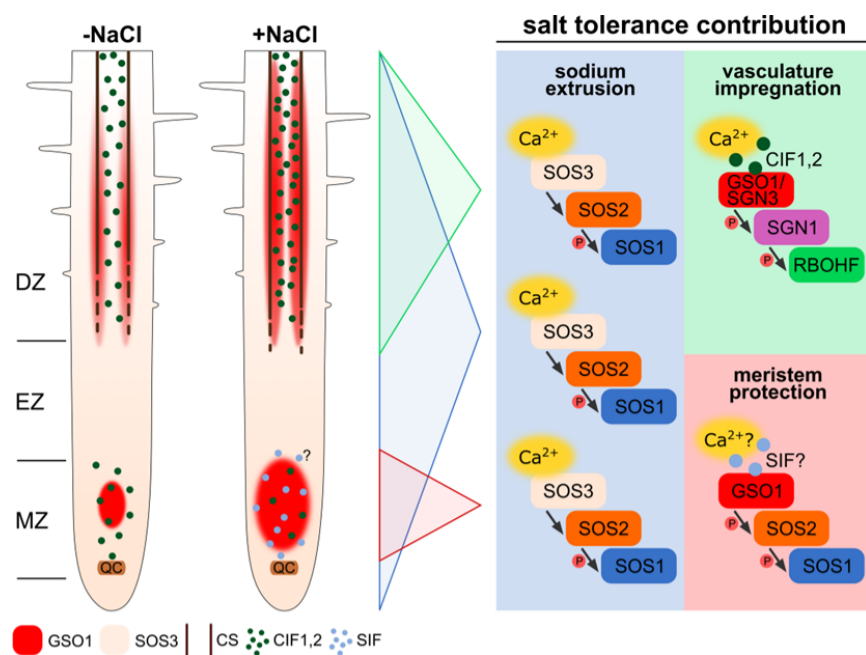 -NaCl
+NaCl
DZ
EZ
MZ
?
QC
QC
salt tolerance contribution
sodium
extrusion
Ca²⁺
SOS3
SOS2
P
SOS1
Ca²⁺
SOS3
SOS2
P
SOS1
Ca²⁺
SOS3
SOS2
P
SOS1
vasculature
impregnation
Ca²⁺
CIF1,2
GSO1/
SGN3
P
SGN1
P
RBOHF
meristem
protection
Ca²⁺?
SIF?
GSO1
P
SOS2
P
SOS1
GSO1
SOS3
CS
CIF1,2
SIF